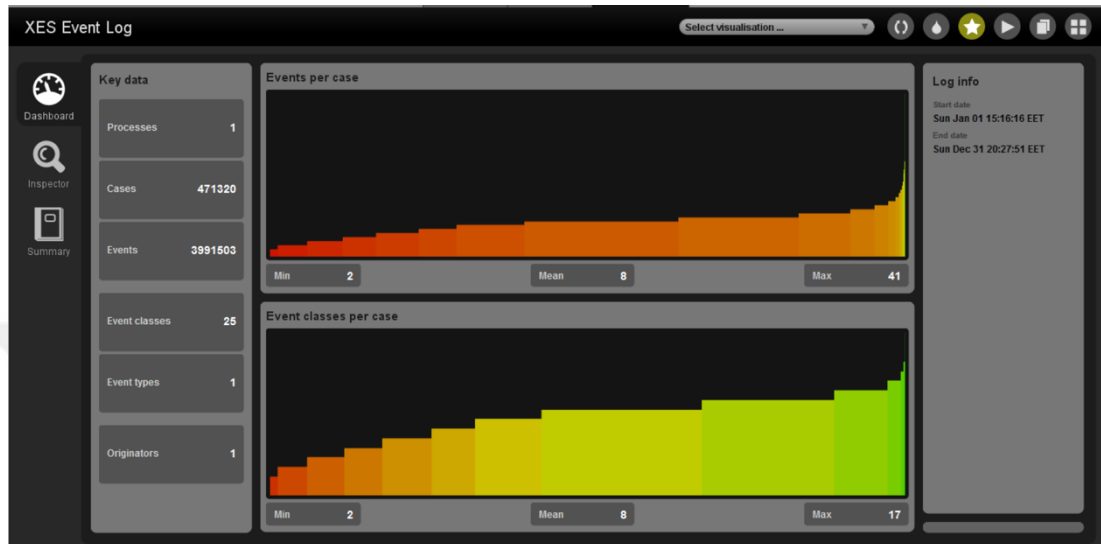 XES Event Log
Select visualisation ...
Dashboard
Inspector
Summary
Key data
Processes 1
Cases 471320
Events 3991503
Event classes 25
Event types 1
Originators 1
Events per case
Min 2 Mean 8 Max 41
Event classes per case
Min 2 Mean 8 Max 17
Log info
Start date
Sun Jan 01 15:16:16 EET
End date
Sun Dec 31 20:27:51 EET